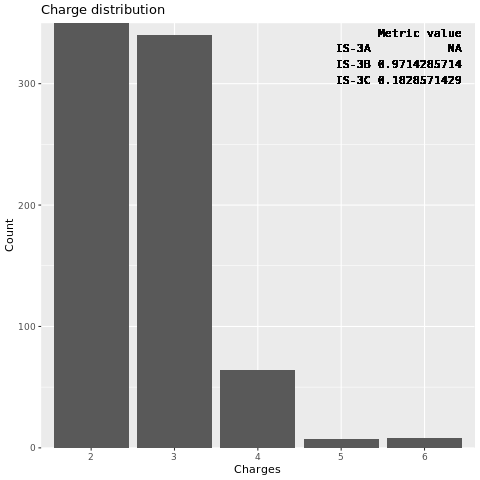 Charge distribution
Metric value
IS-3A NA
IS-3B 0.9714285714
IS-3C 0.1828571429
300
200
100
0
Count
2 3 4 5 6
Charges